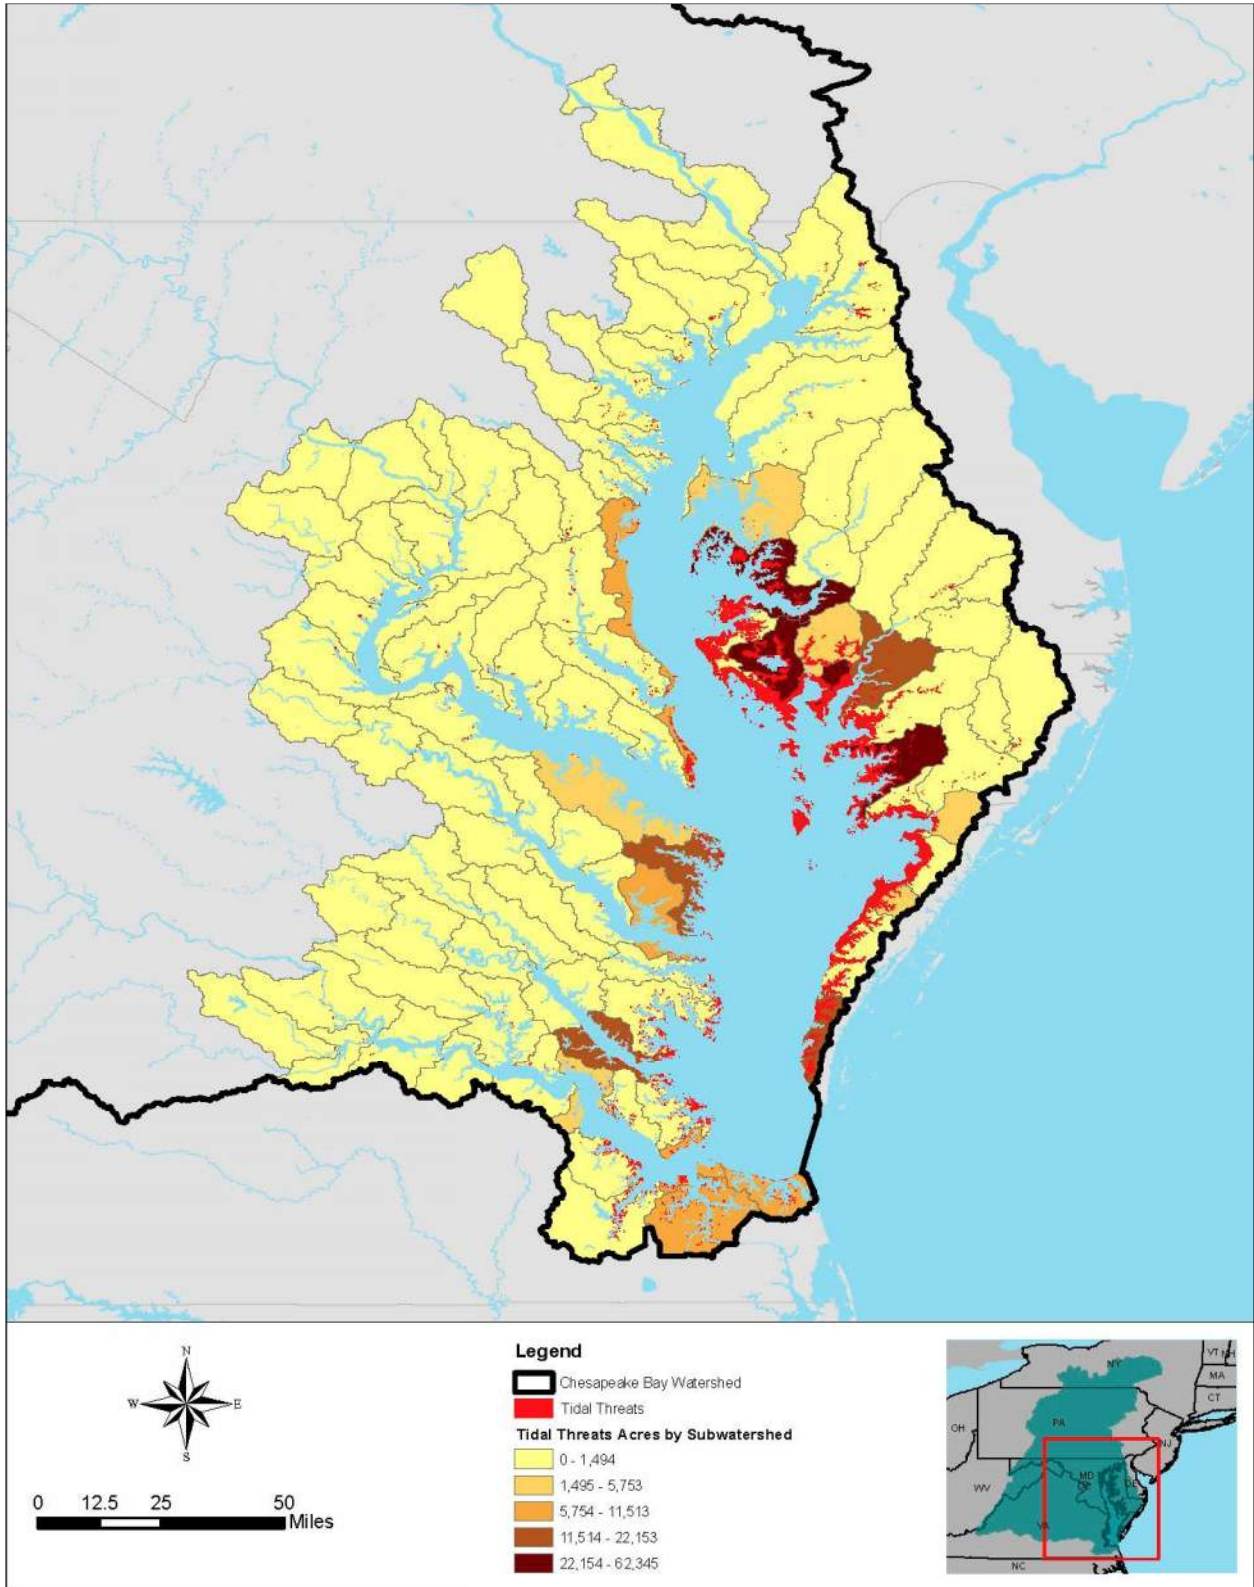 N
W E
S
0 12.5 25 50
Miles
Legend
Chesapeake Bay Watershed
Tidal Threats
Tidal Threats Acres by Subwatershed
0 - 1,494
1,495 - 5,753
5,754 - 11,513
11,514 - 22,153
22,154 - 62,345
VT NH
NY
MA
CT
PA
OH
NJ
MD
DE
WV
VA
NC